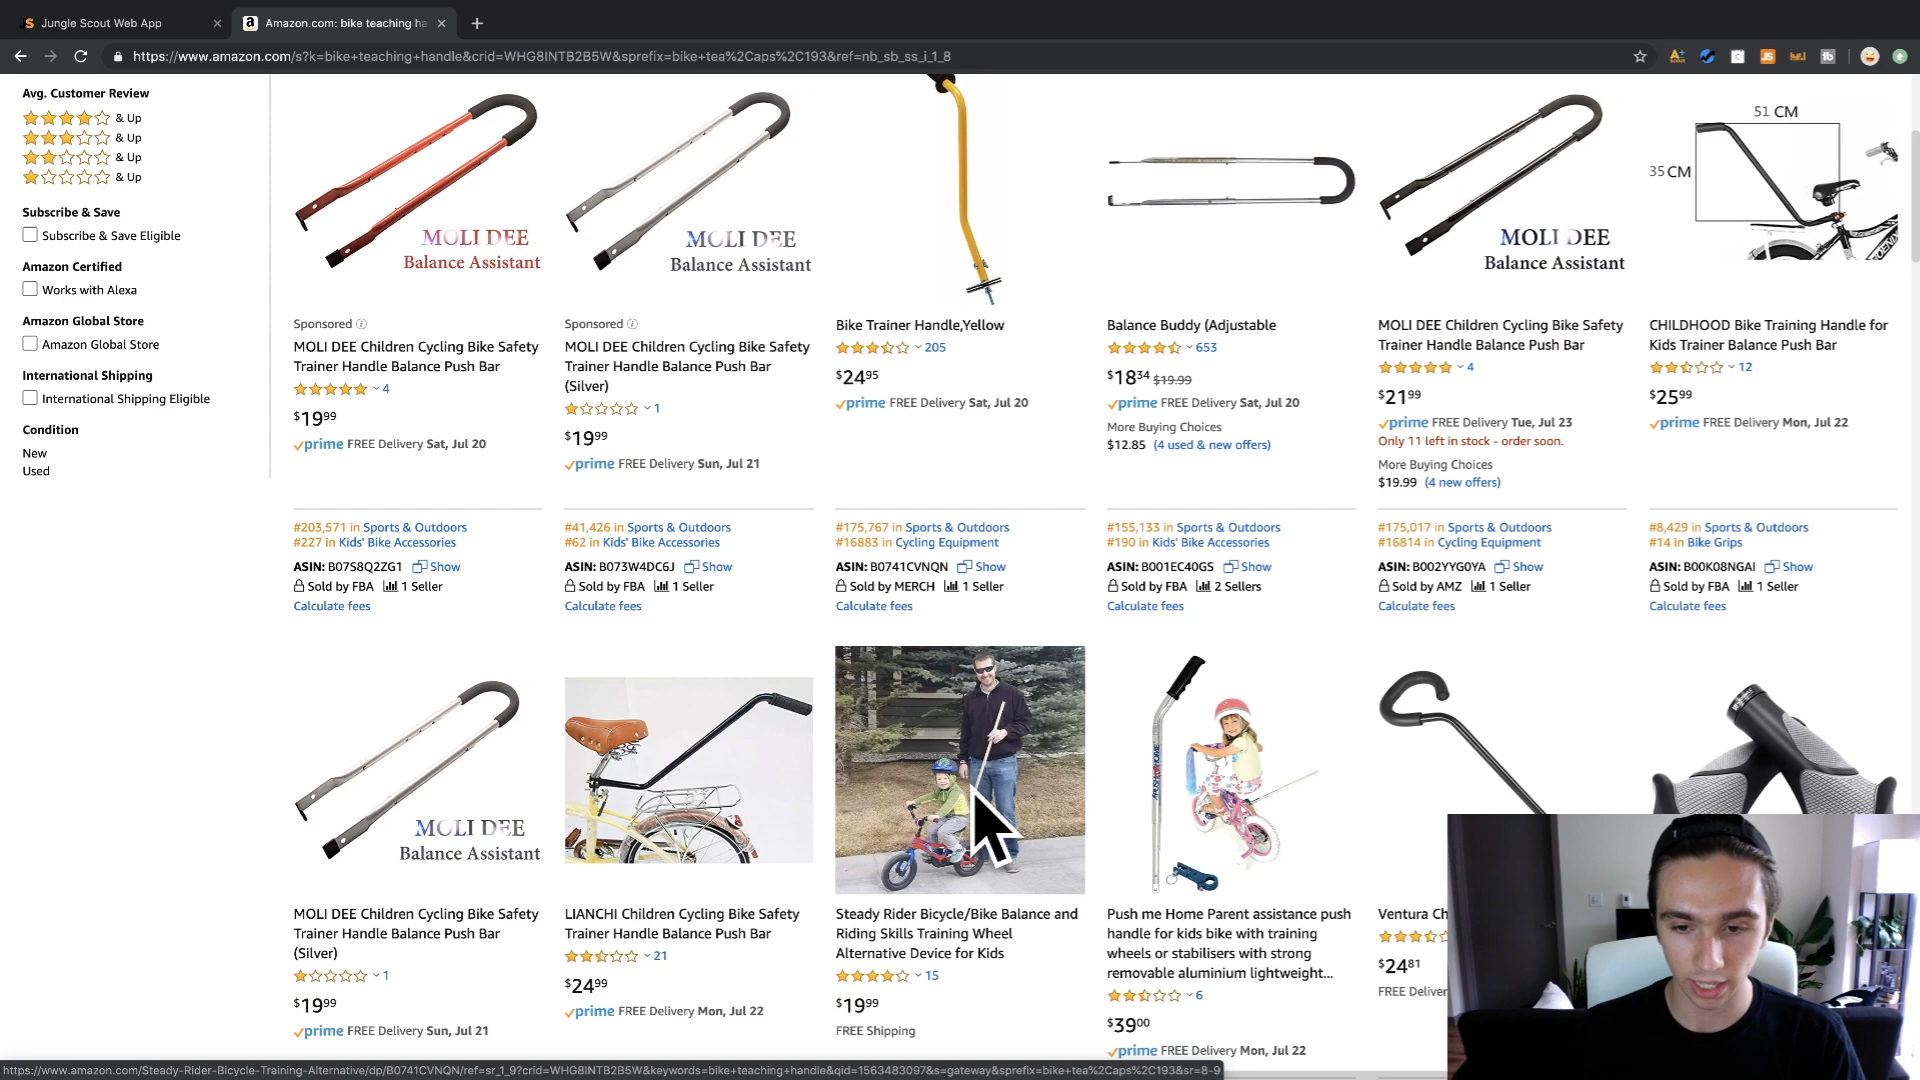 Jungle Scout Web App
Amazon.com: bike teaching ha
https://www.amazon.com/s?k=bike+teaching+handle&crid=WHG8INTB2B5W&sprefix=bike+tea%2Caps%2C193&ref=nb_sb_ss_i_1_8
Avg. Customer Review
& Up
& Up
& Up
& Up
Subscribe & Save
Subscribe & Save Eligible
Amazon Certified
Works with Alexa
Amazon Global Store
Amazon Global Store
International Shipping
International Shipping Eligible
Condition
New
Used
MOLI DEE
Balance Assistant
Sponsored
MOLI DEE Children Cycling Bike Safety
Trainer Handle Balance Push Bar
4
$19.99
prime FREE Delivery Sat, Jul 20
#203,571 in Sports & Outdoors
#227 in Kids' Bike Accessories
ASIN: B07S8Q2ZG1 Show
Sold by FBA 1 Seller
Calculate fees
MOLI DEE
Balance Assistant
Sponsored
MOLI DEE Children Cycling Bike Safety
Trainer Handle Balance Push Bar
(Silver)
1
$19.99
prime FREE Delivery Sun, Jul 21
#41,426 in Sports & Outdoors
#62 in Kids' Bike Accessories
ASIN: B073W4DC6J Show
Sold by FBA 1 Seller
Calculate fees
Bike Trainer Handle,Yellow
205
$24.95
prime FREE Delivery Sat, Jul 20
#175,767 in Sports & Outdoors
#16883 in Cycling Equipment
ASIN: B0741CVNQN Show
Sold by MERCH 1 Seller
Calculate fees
Balance Buddy (Adjustable
653
$18.34 $19.99
prime FREE Delivery Sat, Jul 20
More Buying Choices
$12.85 (4 used & new offers)
#155,133 in Sports & Outdoors
#190 in Kids' Bike Accessories
ASIN: B001EC40GS Show
Sold by FBA 2 Sellers
Calculate fees
MOLI DEE
Balance Assistant
MOLI DEE Children Cycling Bike Safety
Trainer Handle Balance Push Bar
4
$21.99
prime FREE Delivery Tue, Jul 23
Only 11 left in stock - order soon.
More Buying Choices
$19.99 (4 new offers)
#175,017 in Sports & Outdoors
#16814 in Cycling Equipment
ASIN: B002YYG0YA Show
Sold by AMZ 1 Seller
Calculate fees
51 CM
35 CM
CHILDHOOD Bike Training Handle for
Kids Trainer Balance Push Bar
12
$25.99
prime FREE Delivery Mon, Jul 22
#8,429 in Sports & Outdoors
#14 in Bike Grips
ASIN: B00K08NGAI Show
Sold by FBA 1 Seller
Calculate fees
MOLI DEE
Balance Assistant
MOLI DEE Children Cycling Bike Safety
Trainer Handle Balance Push Bar
(Silver)
1
$19.99
prime FREE Delivery Sun, Jul 21
LIANCHI Children Cycling Bike Safety
Trainer Handle Balance Push Bar
21
$24.99
prime FREE Delivery Mon, Jul 22
Steady Rider Bicycle/Bike Balance and
Riding Skills Training Wheel
Alternative Device for Kids
15
$19.99
FREE Shipping
Push me Home Parent assistance push
handle for kids bike with training
wheels or stabilisers with strong
removable aluminium lightweight...
6
$39.00
prime FREE Delivery Mon, Jul 22
Ventura Ch
$24.81
FREE Deliver
https://www.amazon.com/Steady-Rider-Bicycle-Training-Alternative/dp/B0741CVNQN/ref=sr_1_9?crid=WHG8INTB2B5W&keywords=bike+teaching+handle&qid=1563483097&s=gateway&sprefix=bike+tea%2Caps%2C193&sr=8-9